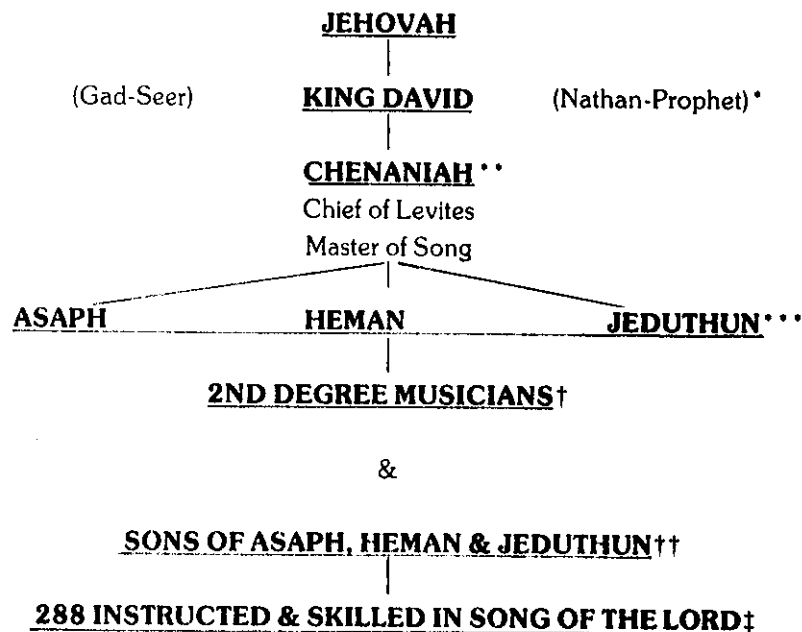 JEHOVAH
(Gad-Seer) KING DAVID (Nathan-Prophet)*
CHENANIAH**
Chief of Levites
Master of Song
ASAPH HEMAN JEDUTHUN***
2ND DEGREE MUSICIANS†
&
SONS OF ASAPH, HEMAN & JEDUTHUN††
288 INSTRUCTED & SKILLED IN SONG OF THE LORD‡